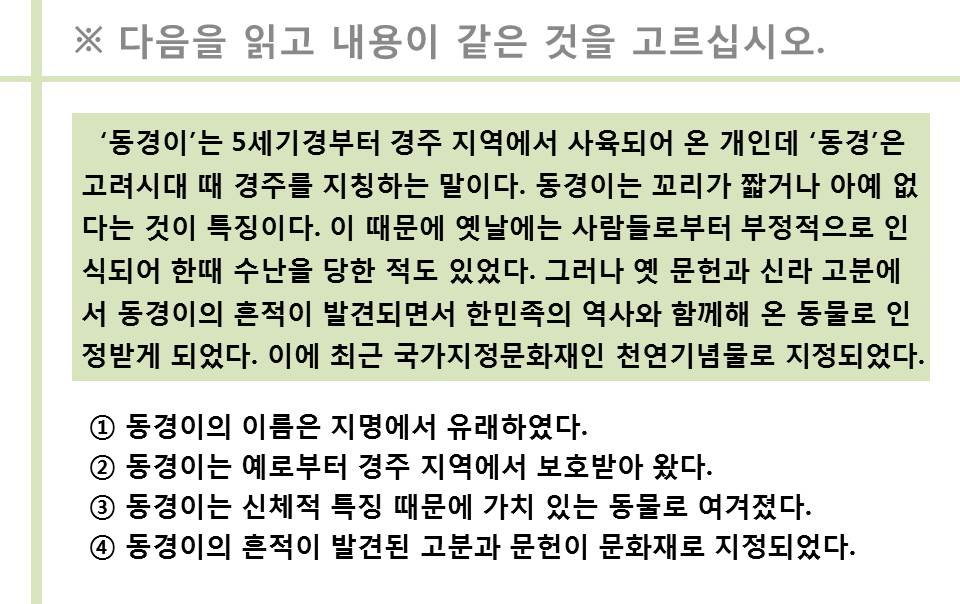 ※ 다음을 읽고 내용이 같은 것을 고르십시오.
‘동경이’는 5세기경부터 경주 지역에서 사육되어 온 개인데 ‘동경’은
고려시대 때 경주를 지칭하는 말이다. 동경이는 꼬리가 짧거나 아예 없
다는 것이 특징이다. 이 때문에 옛날에는 사람들로부터 부정적으로 인
식되어 한때 수난을 당한 적도 있었다. 그러나 옛 문헌과 신라 고분에
서 동경이의 흔적이 발견되면서 한민족의 역사와 함께해 온 동물로 인
정받게 되었다. 이에 최근 국가지정문화재인 천연기념물로 지정되었다.
① 동경이의 이름은 지명에서 유래하였다.
② 동경이는 예로부터 경주 지역에서 보호받아 왔다.
③ 동경이는 신체적 특징 때문에 가치 있는 동물로 여겨졌다.
④ 동경이의 흔적이 발견된 고분과 문헌이 문화재로 지정되었다.